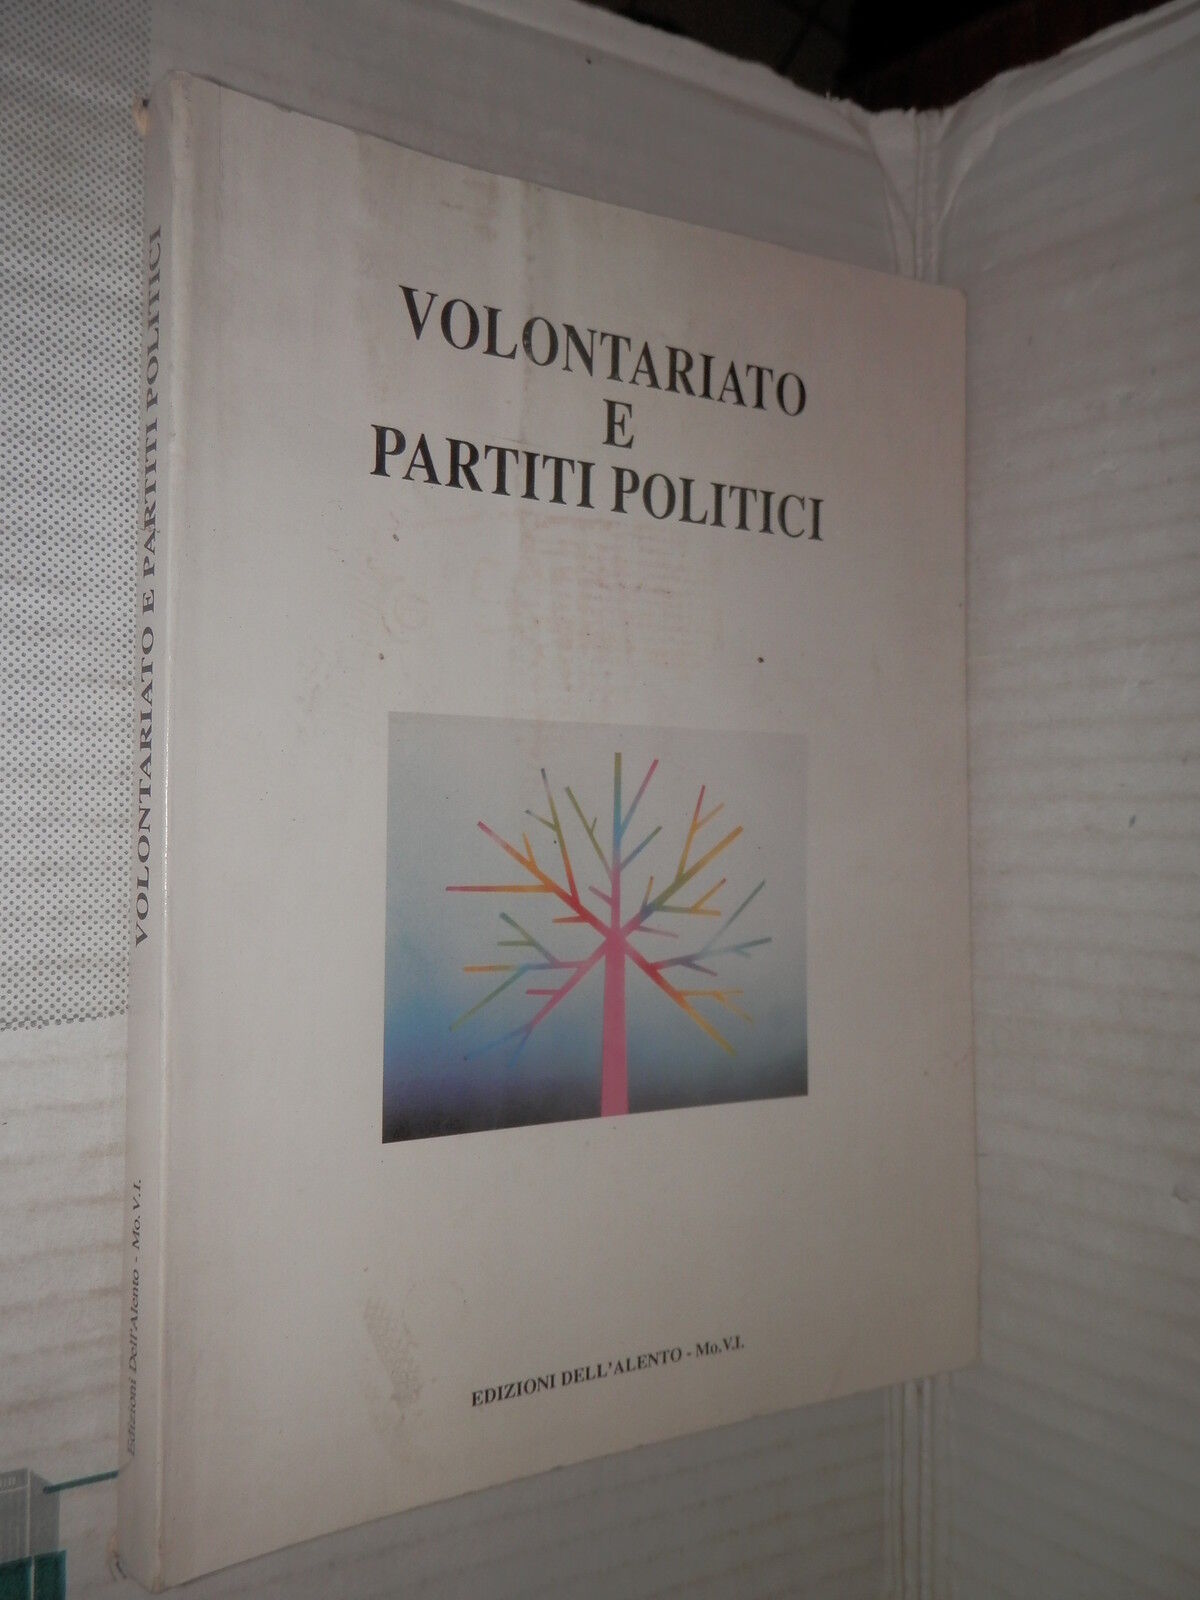 VOLONTARIATO
E
PARTITI POLITICI
EDIZIONI DELL'ALENTO - Mo.V.I.
VOLONTARIATO E PARTITI POLITICI
Edizioni Dell'Alento - Mo.V.I.